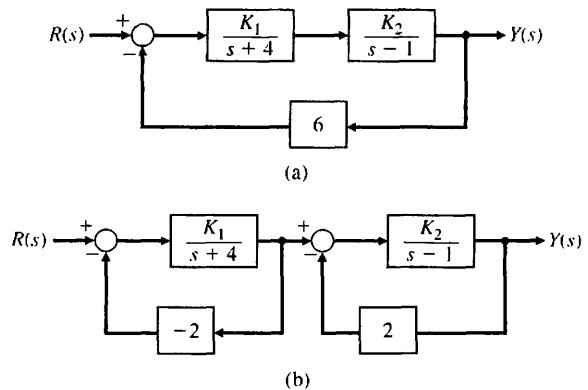 R(s) + − K₁ / s + 4 K₂ / s − 1 Y(s)
6
(a)
R(s) + − K₁ / s + 4 + − K₂ / s − 1 Y(s)
−2 2
(b)